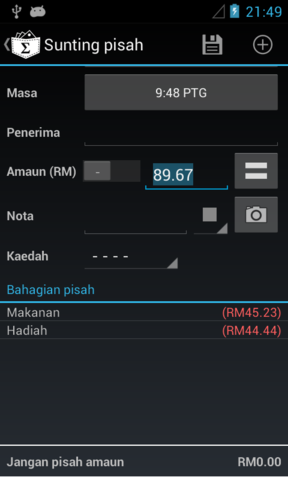 21:49
Sunting pisah
Masa 9:48 PTG
Penerima
Amaun (RM) - 89.67
Nota
Kaedah - - - -
Bahagian pisah
Makanan (RM45.23)
Hadiah (RM44.44)
Jangan pisah amaun RM0.00